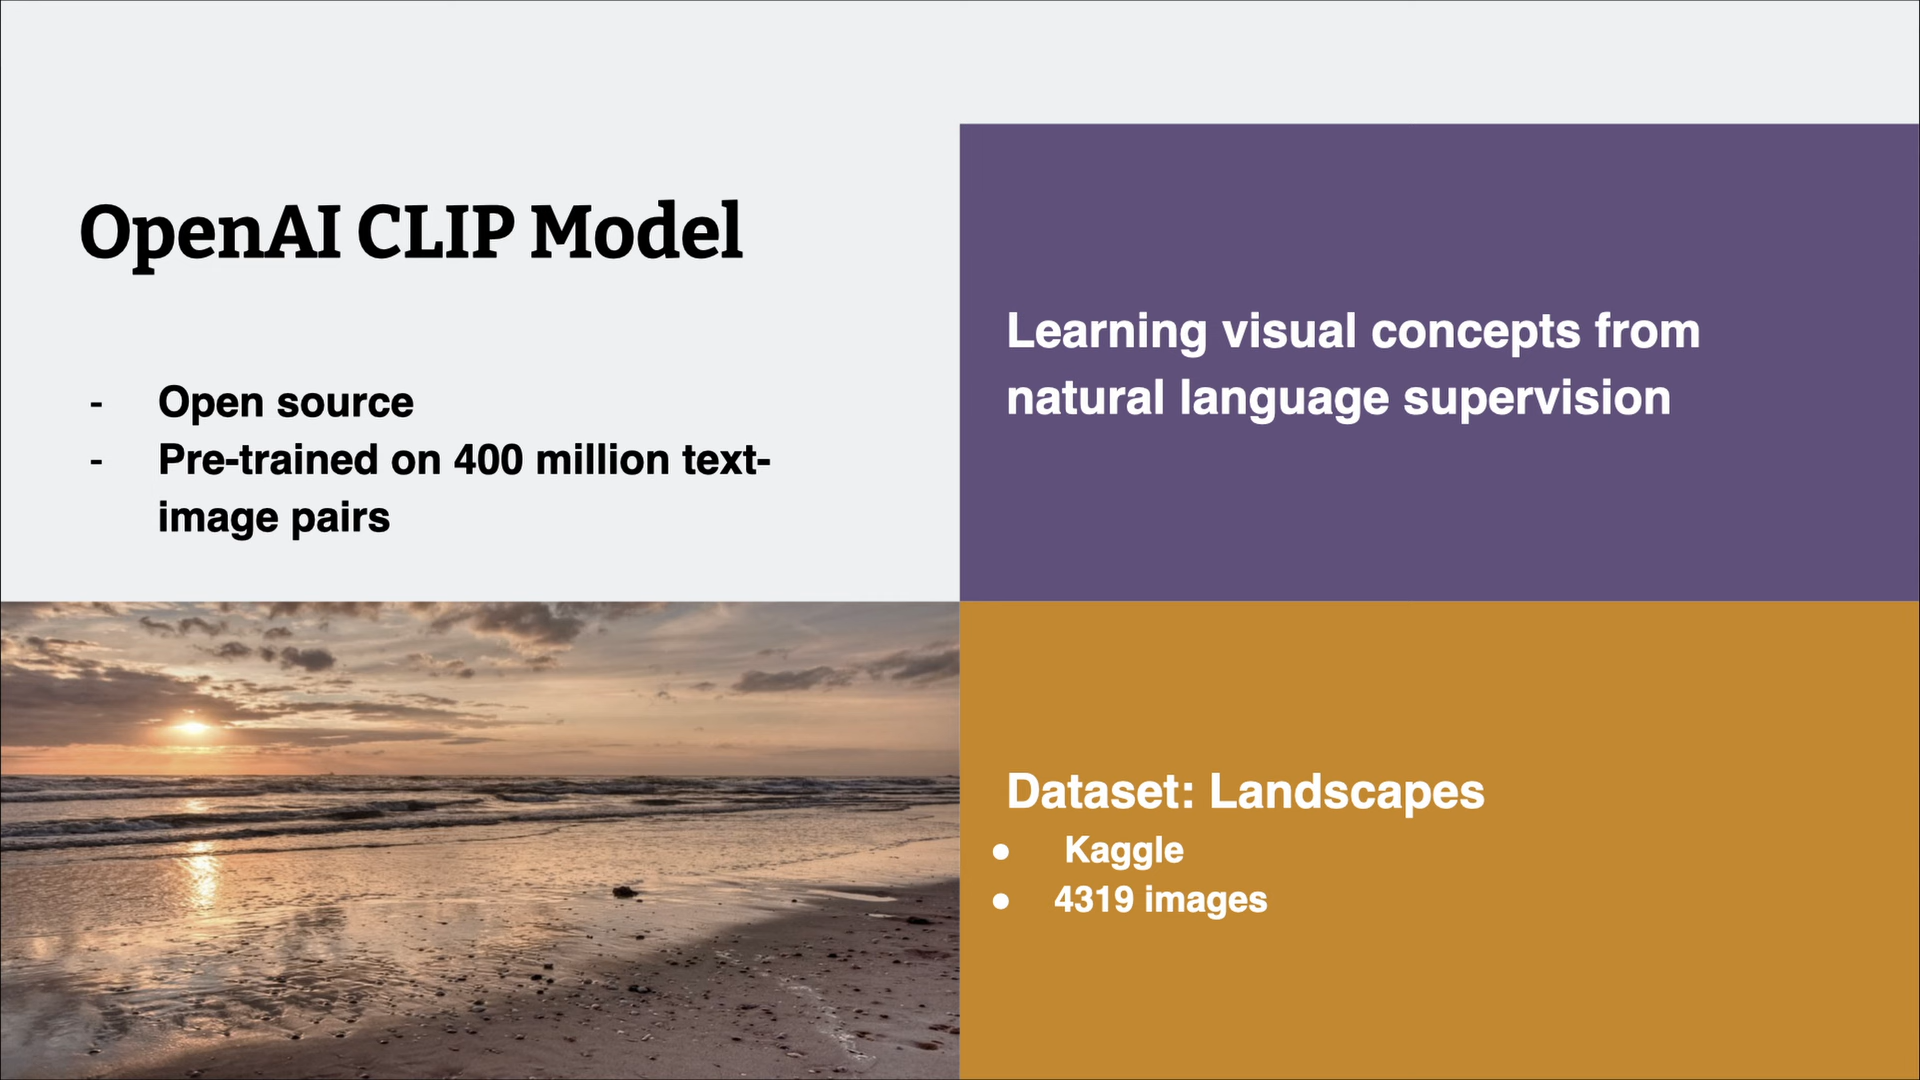 OpenAI CLIP Model
- Open source
- Pre-trained on 400 million text-
image pairs
Learning visual concepts from
natural language supervision
Dataset: Landscapes
● Kaggle
● 4319 images